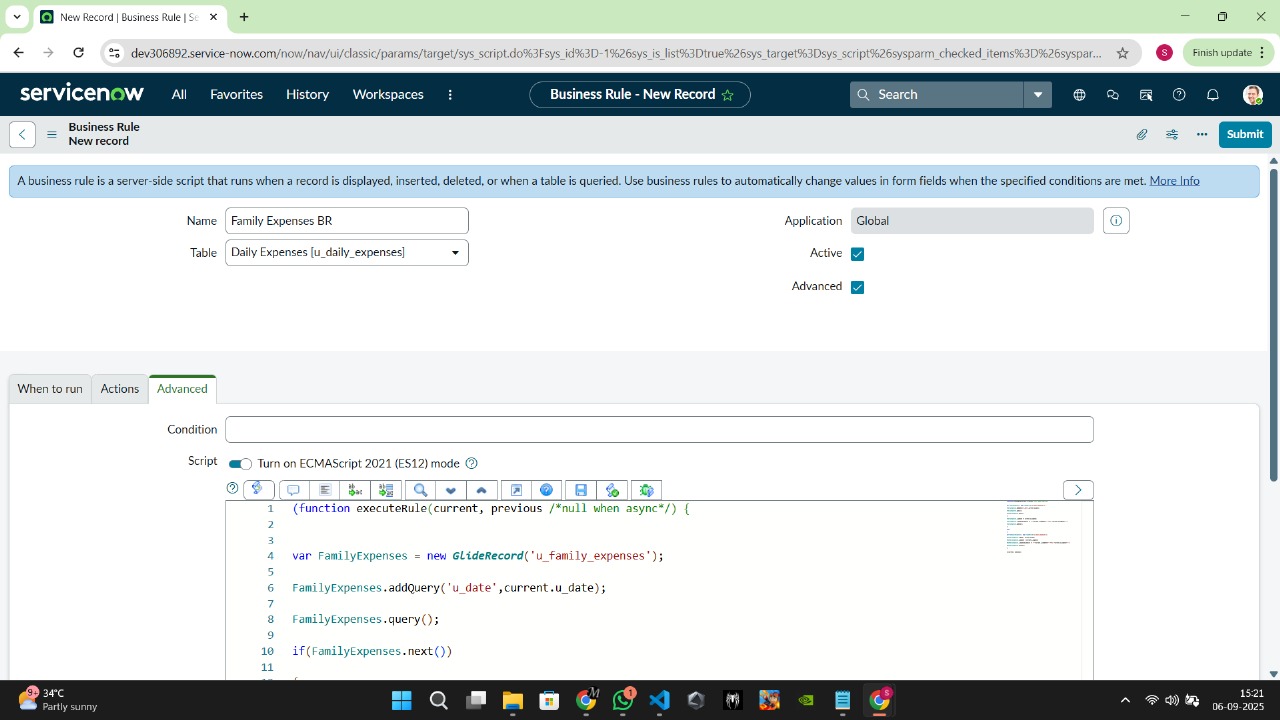 New Record | Business Rule | Se
dev306892.service-now.com/now/nav/ui/classic/params/target/sys_script.do%3Fsys_id%3D-1%26sys_is_list%3Dtrue%26sys_target%3Dsys_script%26sysparm_checked_items%3D%26syspar...
S
Finish update
servicenow
All
Favorites
History
Workspaces
Business Rule - New Record
Search
Business Rule
New record
Submit
A business rule is a server-side script that runs when a record is displayed, inserted, deleted, or when a table is queried. Use business rules to automatically change values in form fields when the specified conditions are met. More Info
Name
Family Expenses BR
Application
Global
Table
Daily Expenses [u_daily_expenses]
Active
Advanced
When to run
Actions
Advanced
Condition
Script
Turn on ECMAScript 2021 (ES12) mode
1 (function executeRule(current, previous /*null when async*/) {
2
3
4 var FamilyExpenses = new GlideRecord('u_family_expenses');
5
6 FamilyExpenses.addQuery('u_date',current.u_date);
7
8 FamilyExpenses.query();
9
10 if(FamilyExpenses.next())
11
9+
34°C
Partly sunny
M
1
S
15:21
06-09-2025